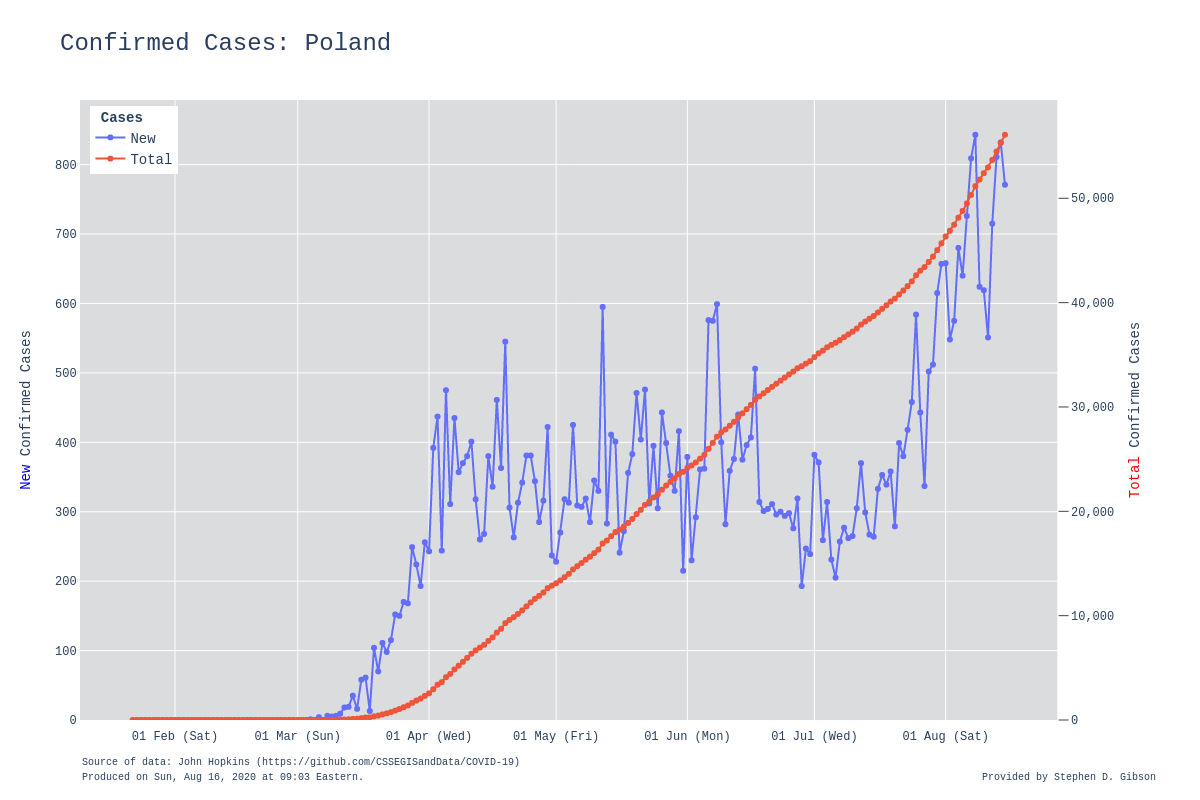 Confirmed Cases: Poland
Cases
New
Total
800
700
600
500
400
300
200
100
0
50,000
40,000
30,000
20,000
10,000
0
New Confirmed Cases
Total Confirmed Cases
01 Feb (Sat)
01 Mar (Sun)
01 Apr (Wed)
01 May (Fri)
01 Jun (Mon)
01 Jul (Wed)
01 Aug (Sat)
Source of data: John Hopkins (https://github.com/CSSEGISandData/COVID-19)
Produced on Sun, Aug 16, 2020 at 09:03 Eastern.
Provided by Stephen D. Gibson